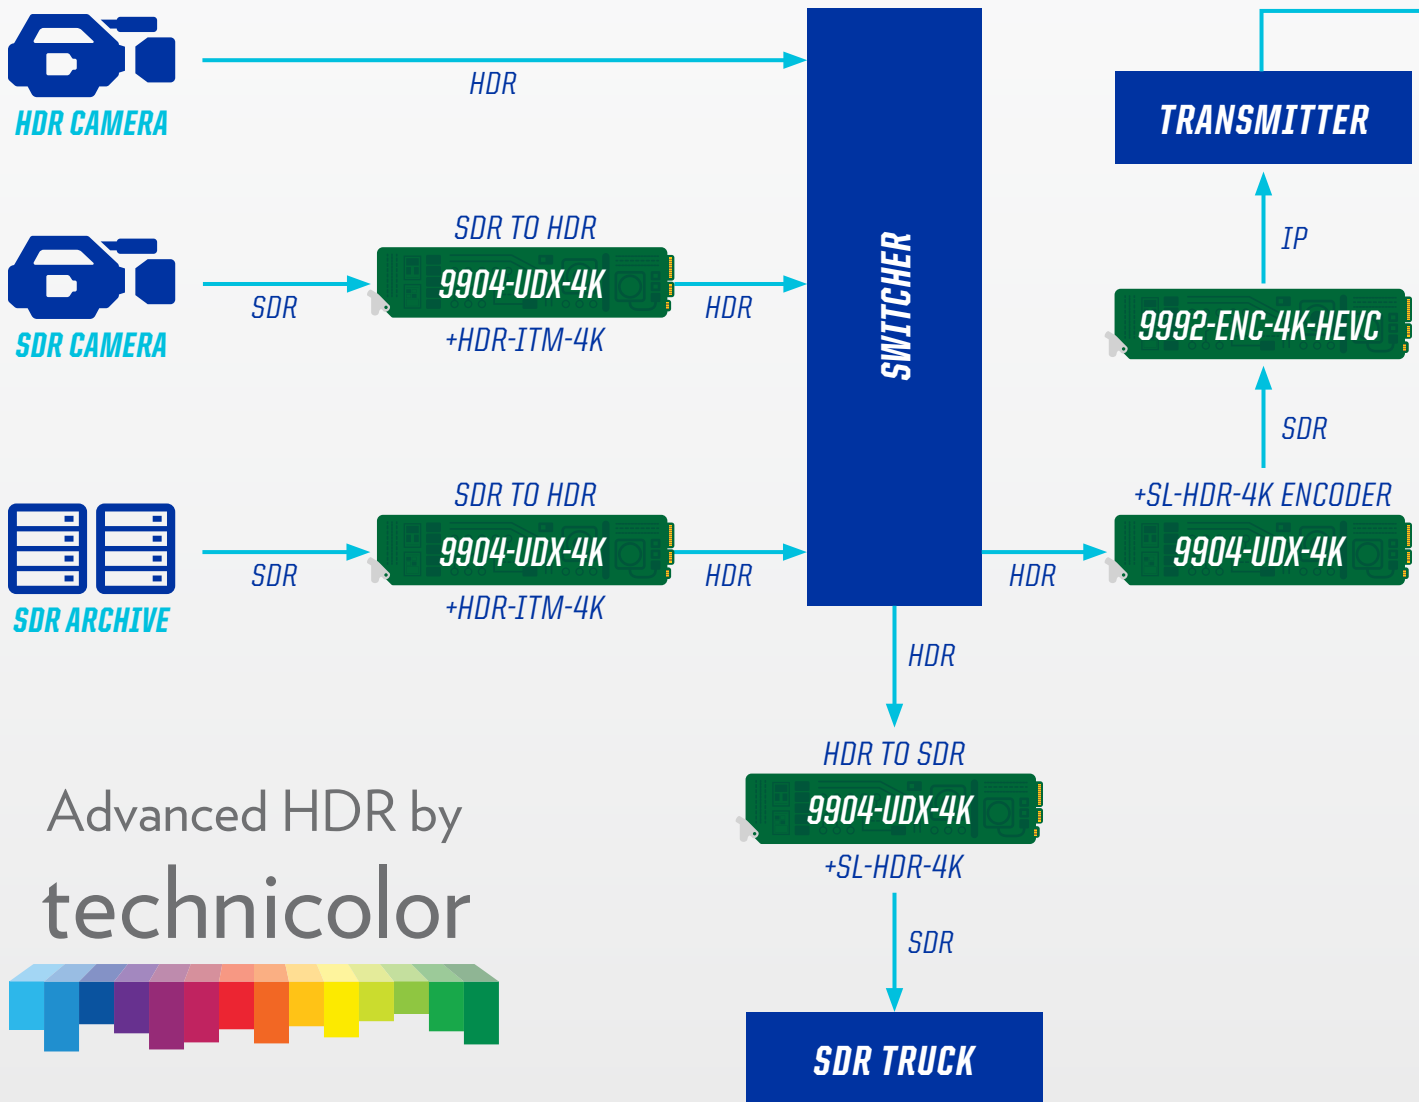 HDR CAMERA
HDR
SDR CAMERA
SDR
SDR TO HDR
9904-UDX-4K
+HDR-ITM-4K
HDR
SDR ARCHIVE
SDR
SDR TO HDR
9904-UDX-4K
+HDR-ITM-4K
HDR
SWITCHER
TRANSMITTER
IP
9992-ENC-4K-HEVC
SDR
+SL-HDR-4K ENCODER
9904-UDX-4K
HDR
HDR
HDR TO SDR
9904-UDX-4K
+SL-HDR-4K
SDR
SDR TRUCK
Advanced HDR by
technicolor